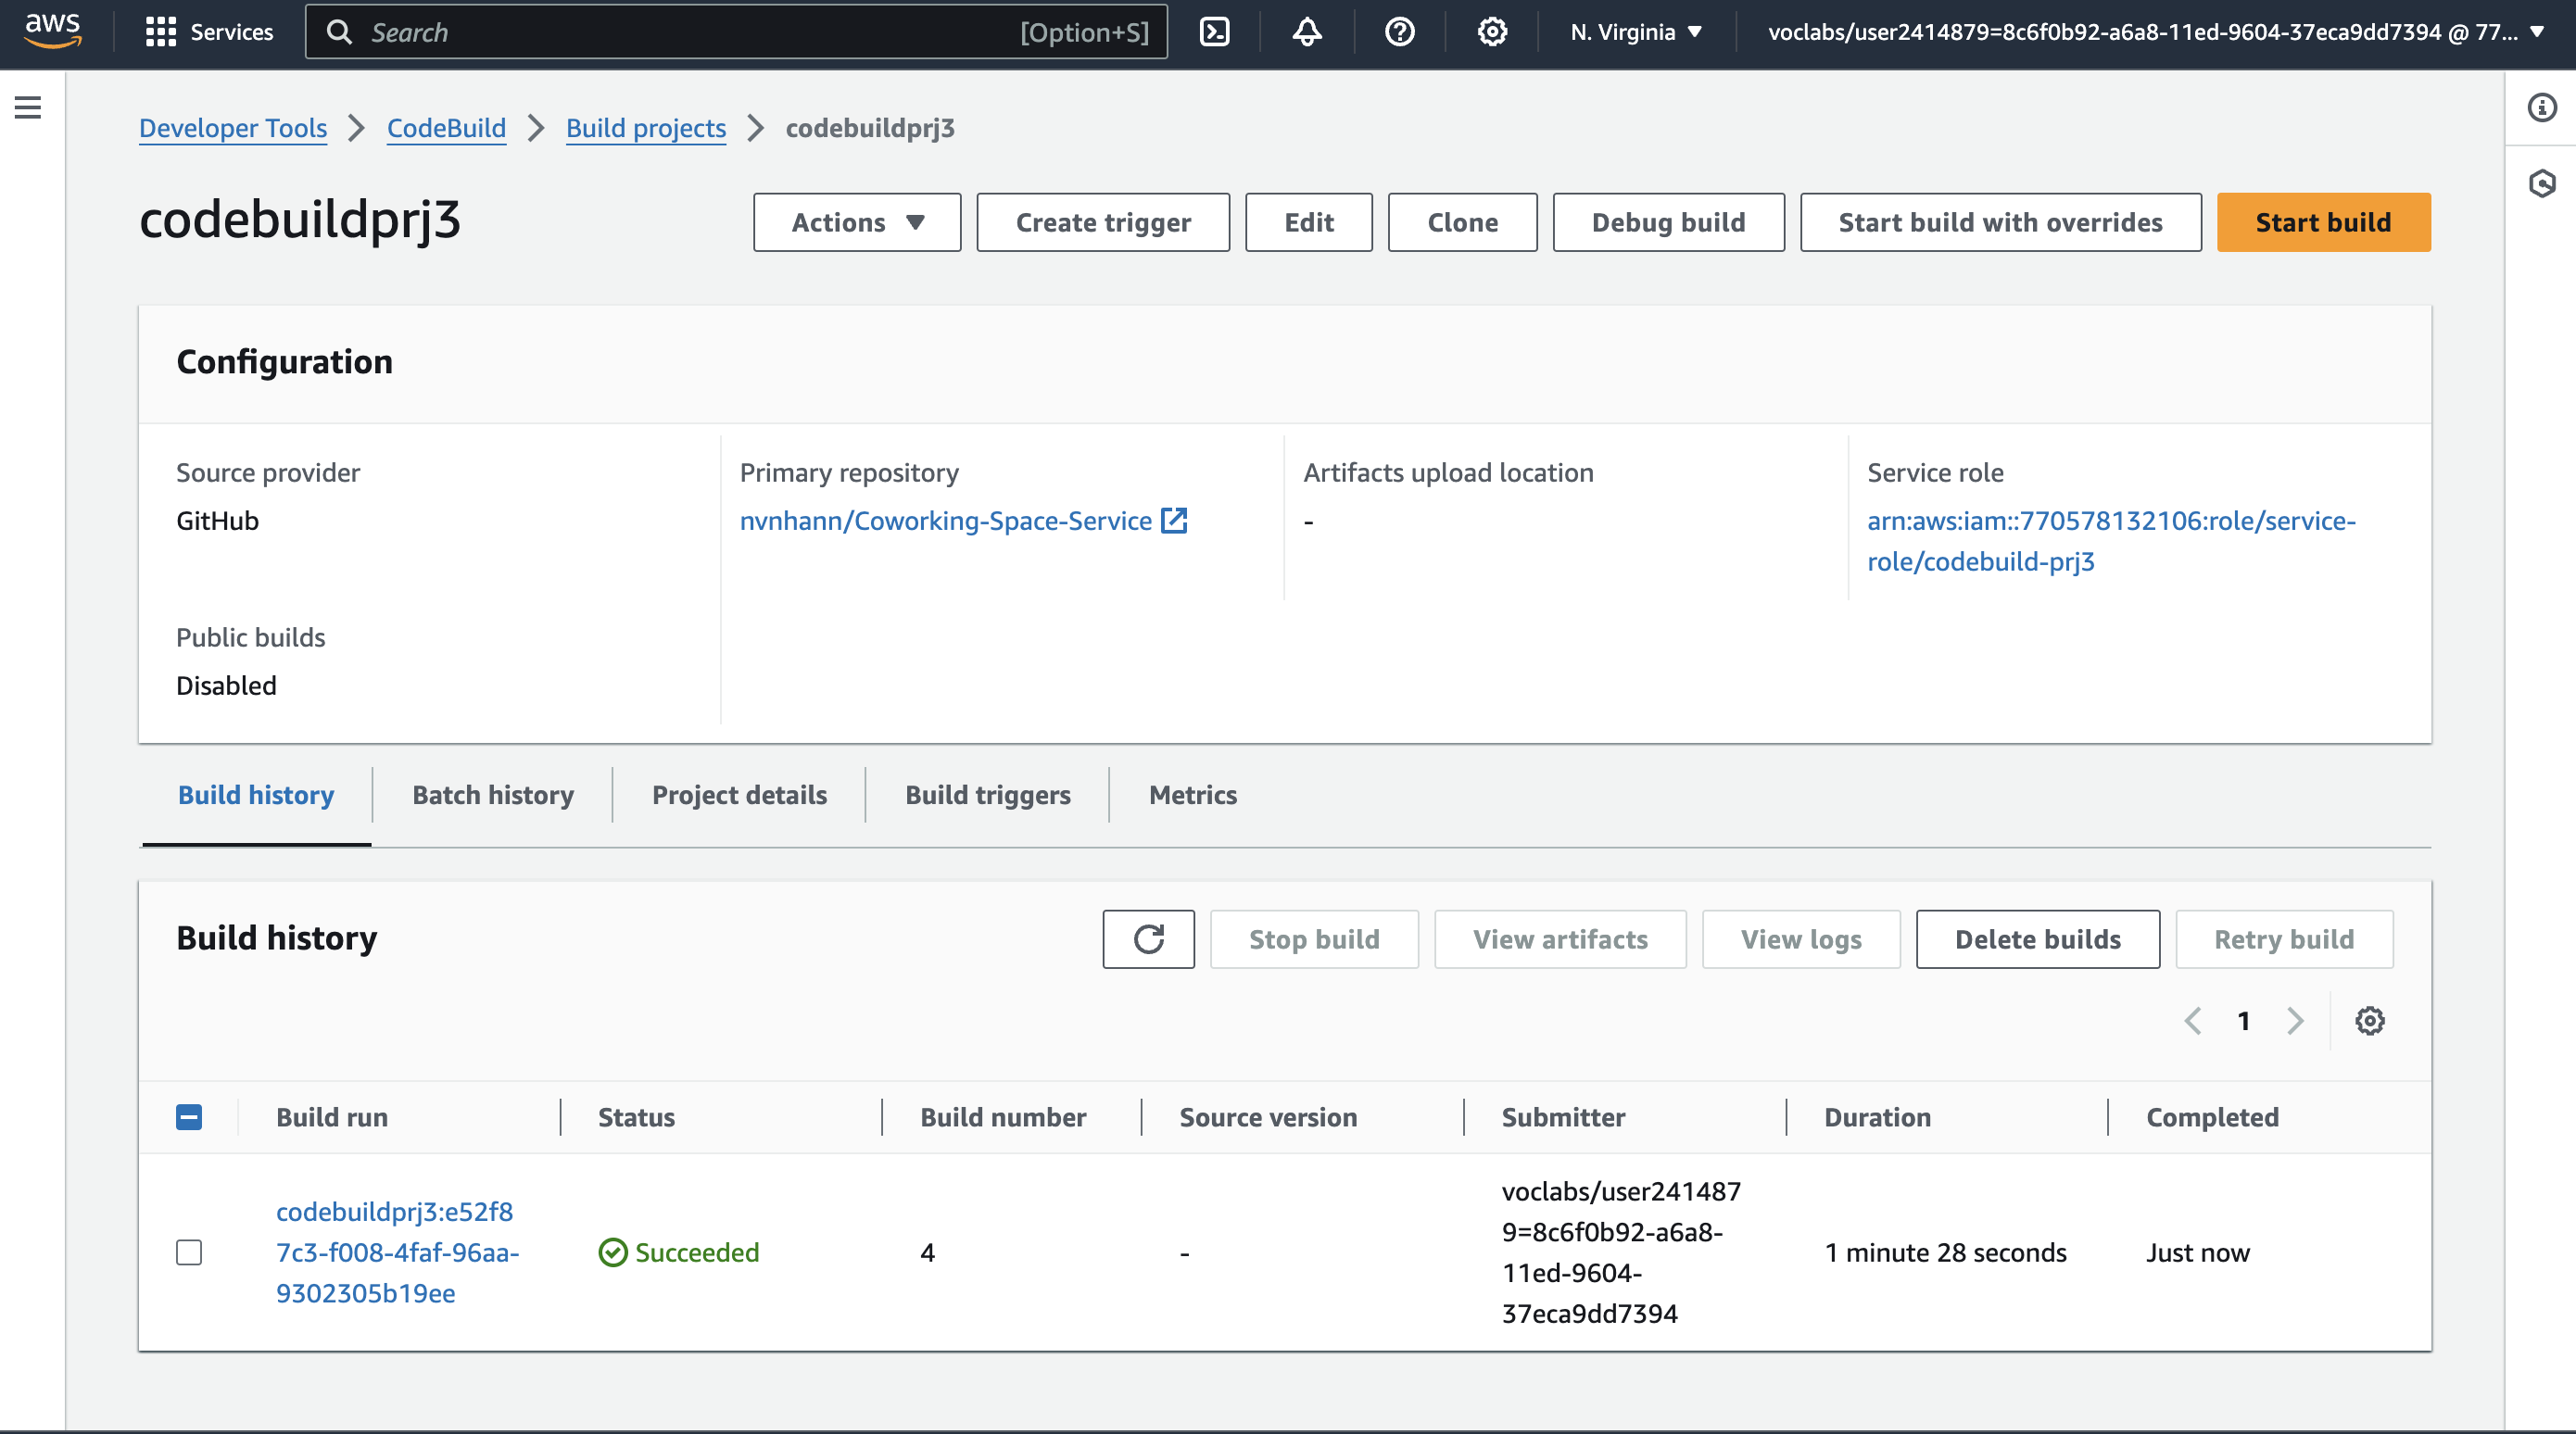 aws
Services
Search
[Option+S]
N. Virginia
voclabs/user2414879=8c6f0b92-a6a8-11ed-9604-37eca9dd7394 @ 77...
Developer Tools
CodeBuild
Build projects
codebuildprj3
codebuildprj3
Actions
Create trigger
Edit
Clone
Debug build
Start build with overrides
Start build
Configuration
Source provider
GitHub
Primary repository
nvnhann/Coworking-Space-Service
Artifacts upload location
-
Service role
arn:aws:iam::770578132106:role/service-
role/codebuild-prj3
Public builds
Disabled
Build history
Batch history
Project details
Build triggers
Metrics
Build history
Stop build
View artifacts
View logs
Delete builds
Retry build
1
Build run
Status
Build number
Source version
Submitter
Duration
Completed
codebuildprj3:e52f8
7c3-f008-4faf-96aa-
9302305b19ee
Succeeded
4
-
voclabs/user241487
9=8c6f0b92-a6a8-
11ed-9604-
37eca9dd7394
1 minute 28 seconds
Just now